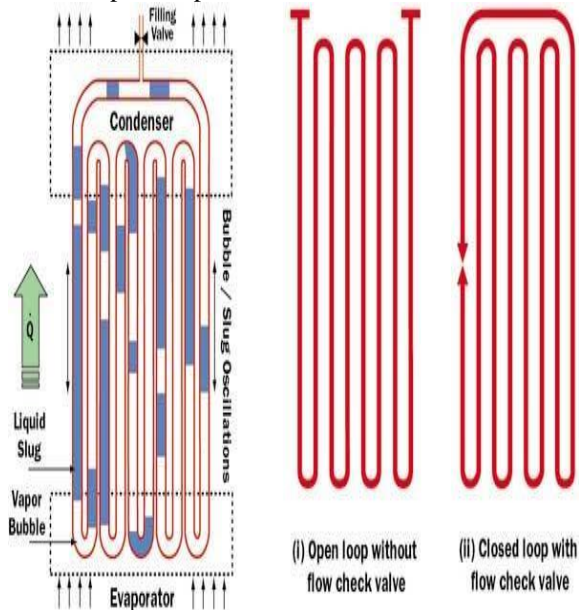 Filling
Valve
Condenser
Bubble / Slug Oscillations
Q
Liquid
Slug
Vapor
Bubble
Evaporator
(i) Open loop without
flow check valve
(ii) Closed loop with
flow check valve